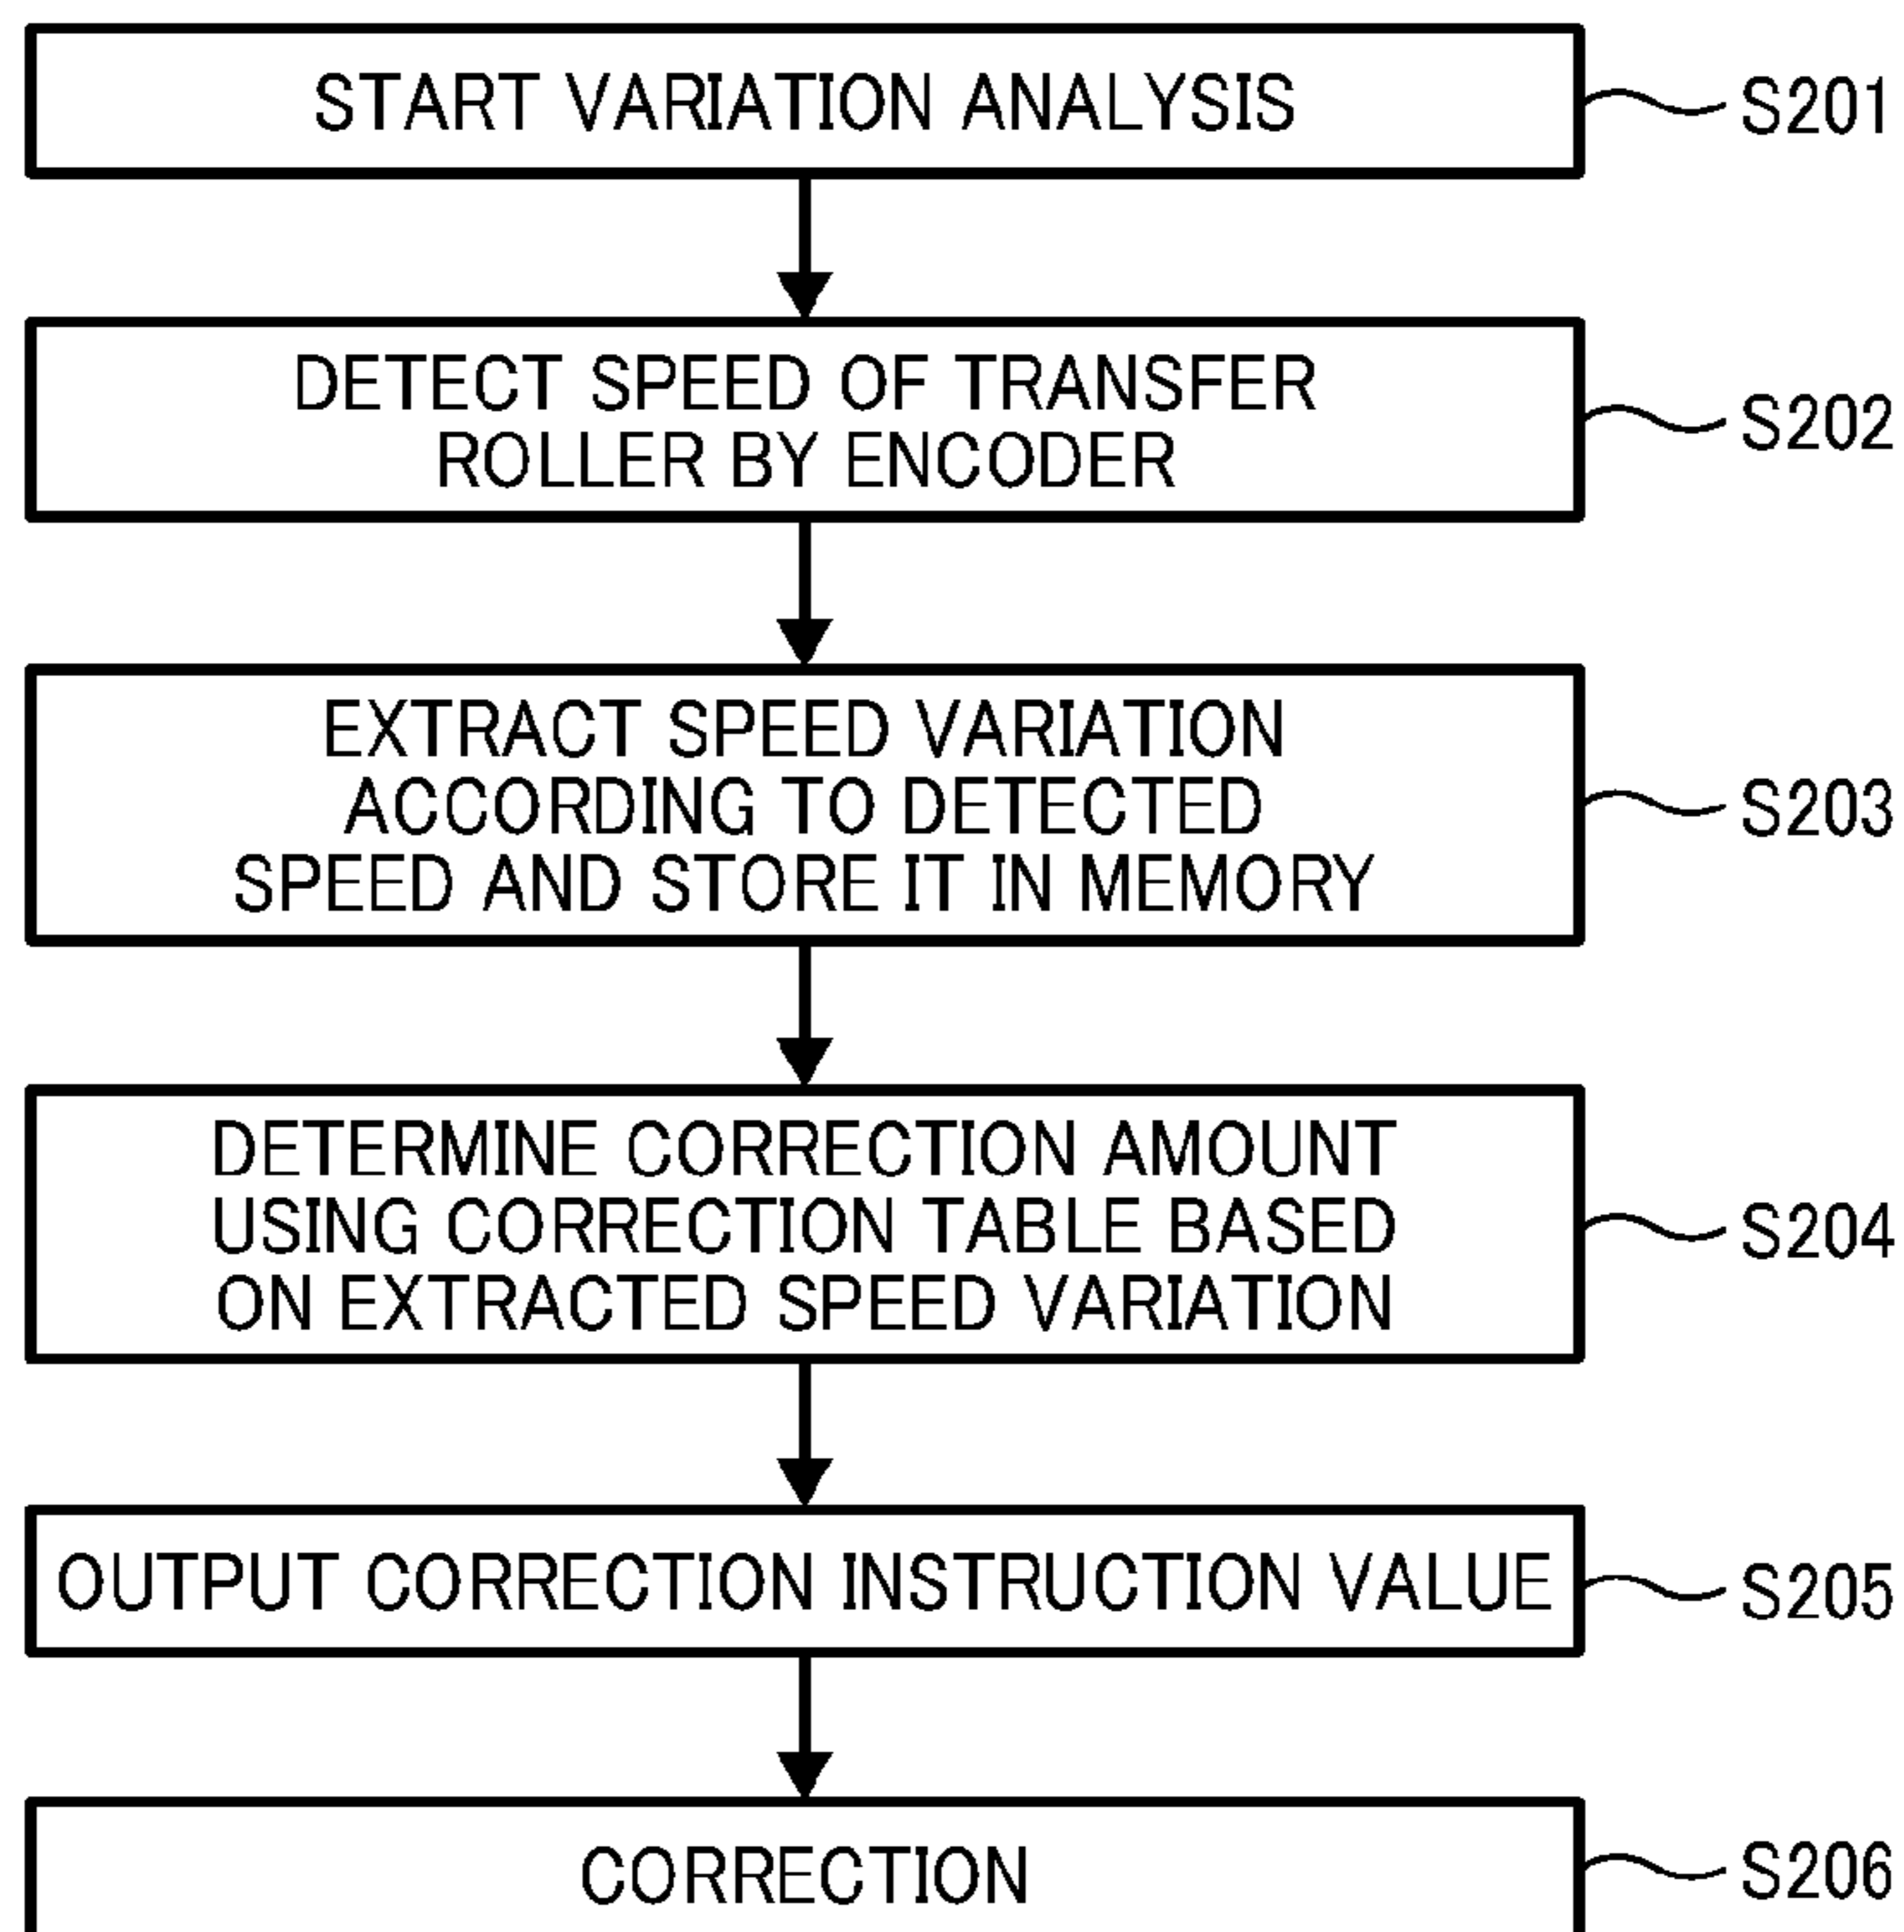 START VARIATION ANALYSIS
S201
DETECT SPEED OF TRANSFER
ROLLER BY ENCODER
S202
EXTRACT SPEED VARIATION
ACCORDING TO DETECTED
SPEED AND STORE IT IN MEMORY
S203
DETERMINE CORRECTION AMOUNT
USING CORRECTION TABLE BASED
ON EXTRACTED SPEED VARIATION
S204
OUTPUT CORRECTION INSTRUCTION VALUE
S205
CORRECTION
S206